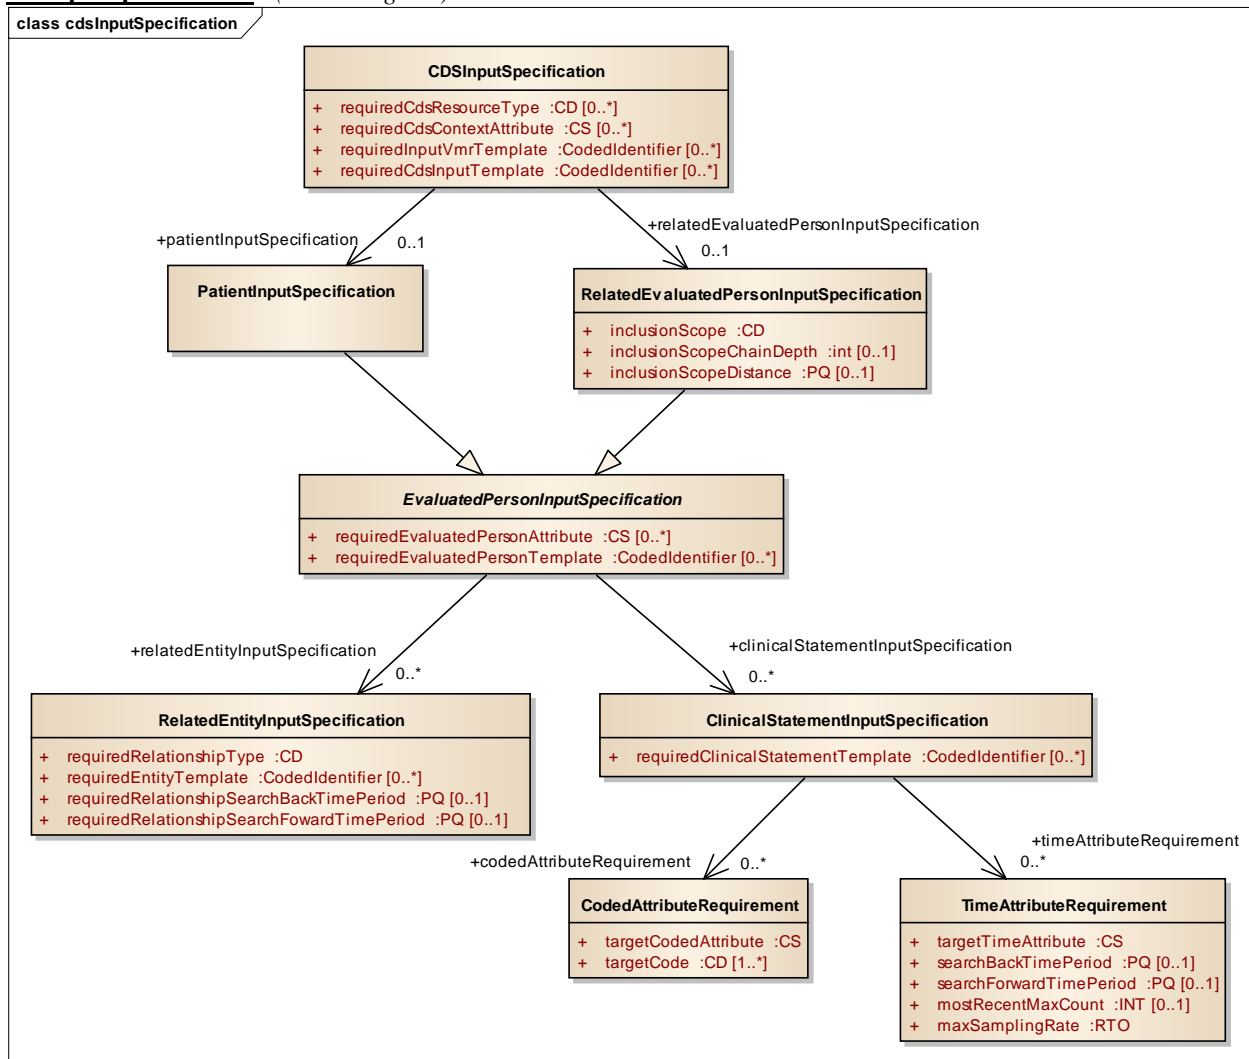 class cdsInputSpecification
CDSInputSpecification
+ requiredCdsResourceType :CD [0..*]
+ requiredCdsContextAttribute :CS [0..*]
+ requiredInputVmrTemplate :CodedIdentifier [0..*]
+ requiredCdsInputTemplate :CodedIdentifier [0..*]
+patientInputSpecification
0..1
+relatedEvaluatedPersonInputSpecification
0..1
PatientInputSpecification
RelatedEvaluatedPersonInputSpecification
+ inclusionScope :CD
+ inclusionScopeChainDepth :int [0..1]
+ inclusionScopeDistance :PQ [0..1]
EvaluatedPersonInputSpecification
+ requiredEvaluatedPersonAttribute :CS [0..*]
+ requiredEvaluatedPersonTemplate :CodedIdentifier [0..*]
+relatedEntityInputSpecification
0..*
+clinicalStatementInputSpecification
0..*
RelatedEntityInputSpecification
+ requiredRelationshipType :CD
+ requiredEntityTemplate :CodedIdentifier [0..*]
+ requiredRelationshipSearchBackTimePeriod :PQ [0..1]
+ requiredRelationshipSearchFowardTimePeriod :PQ [0..1]
ClinicalStatementInputSpecification
+ requiredClinicalStatementTemplate :CodedIdentifier [0..*]
+codedAttributeRequirement
0..*
+timeAttributeRequirement
0..*
CodedAttributeRequirement
+ targetCodedAttribute :CS
+ targetCode :CD [1..*]
TimeAttributeRequirement
+ targetTimeAttribute :CS
+ searchBackTimePeriod :PQ [0..1]
+ searchForwardTimePeriod :PQ [0..1]
+ mostRecentMaxCount :INT [0..1]
+ maxSamplingRate :RTO